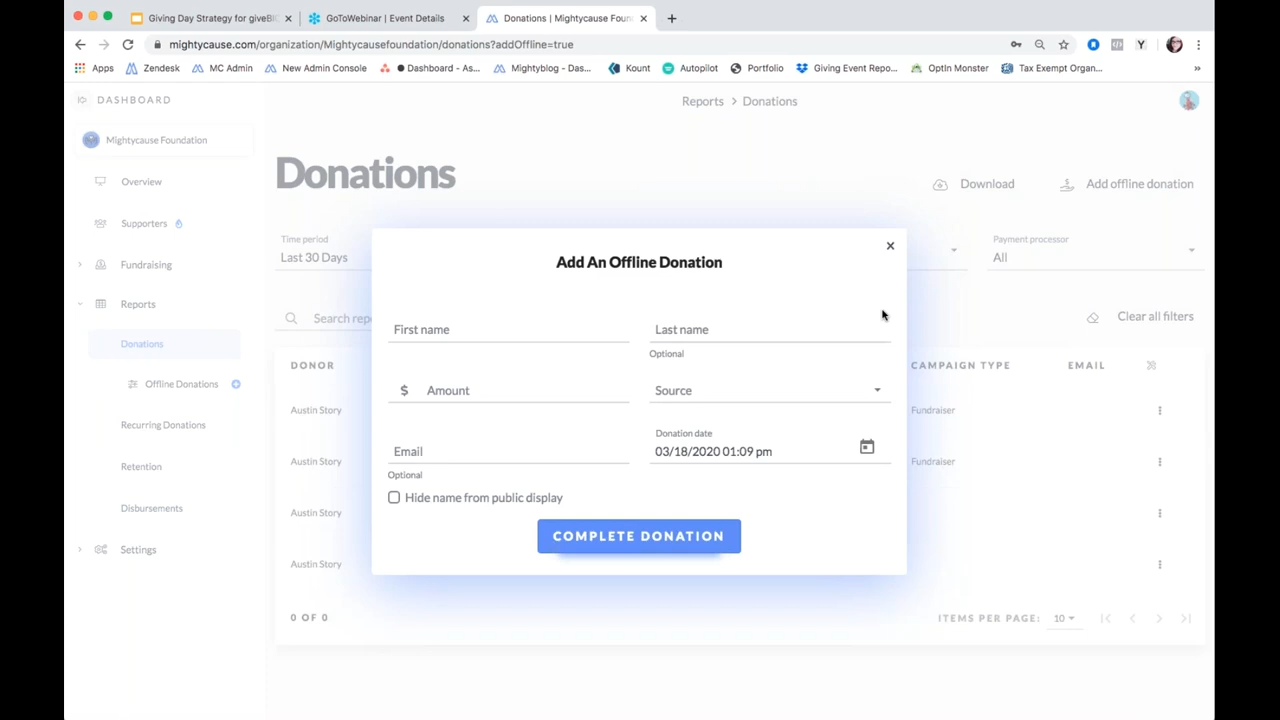 Giving Day Strategy for giveBl
GoToWebinar | Event Details
Donations | Mightycause Foun
mightycause.com/organization/Mightycausefoundation/donations?addOffline=true
Apps
Zendesk
MC Admin
New Admin Console
Dashboard - As...
Mightyblog - Das...
Kount
Autopilot
Portfolio
Giving Event Repo...
OptIn Monster
Tax Exempt Organ...
»
DASHBOARD
Reports > Donations
Mightycause Foundation
Overview
Supporters
Fundraising
Reports
Donations
Offline Donations
Recurring Donations
Retention
Disbursements
Settings
Donations
Download
Add offline donation
Time period
Last 30 Days
Payment processor
All
Search repo
Clear all filters
DONOR
CAMPAIGN TYPE
EMAIL
Austin Story
Fundraiser
Austin Story
Fundraiser
Austin Story
Austin Story
0 OF 0
ITEMS PER PAGE: 10
Add An Offline Donation
First name
Last name
Optional
$ Amount
Source
Email
Donation date
03/18/2020 01:09 pm
Optional
Hide name from public display
COMPLETE DONATION